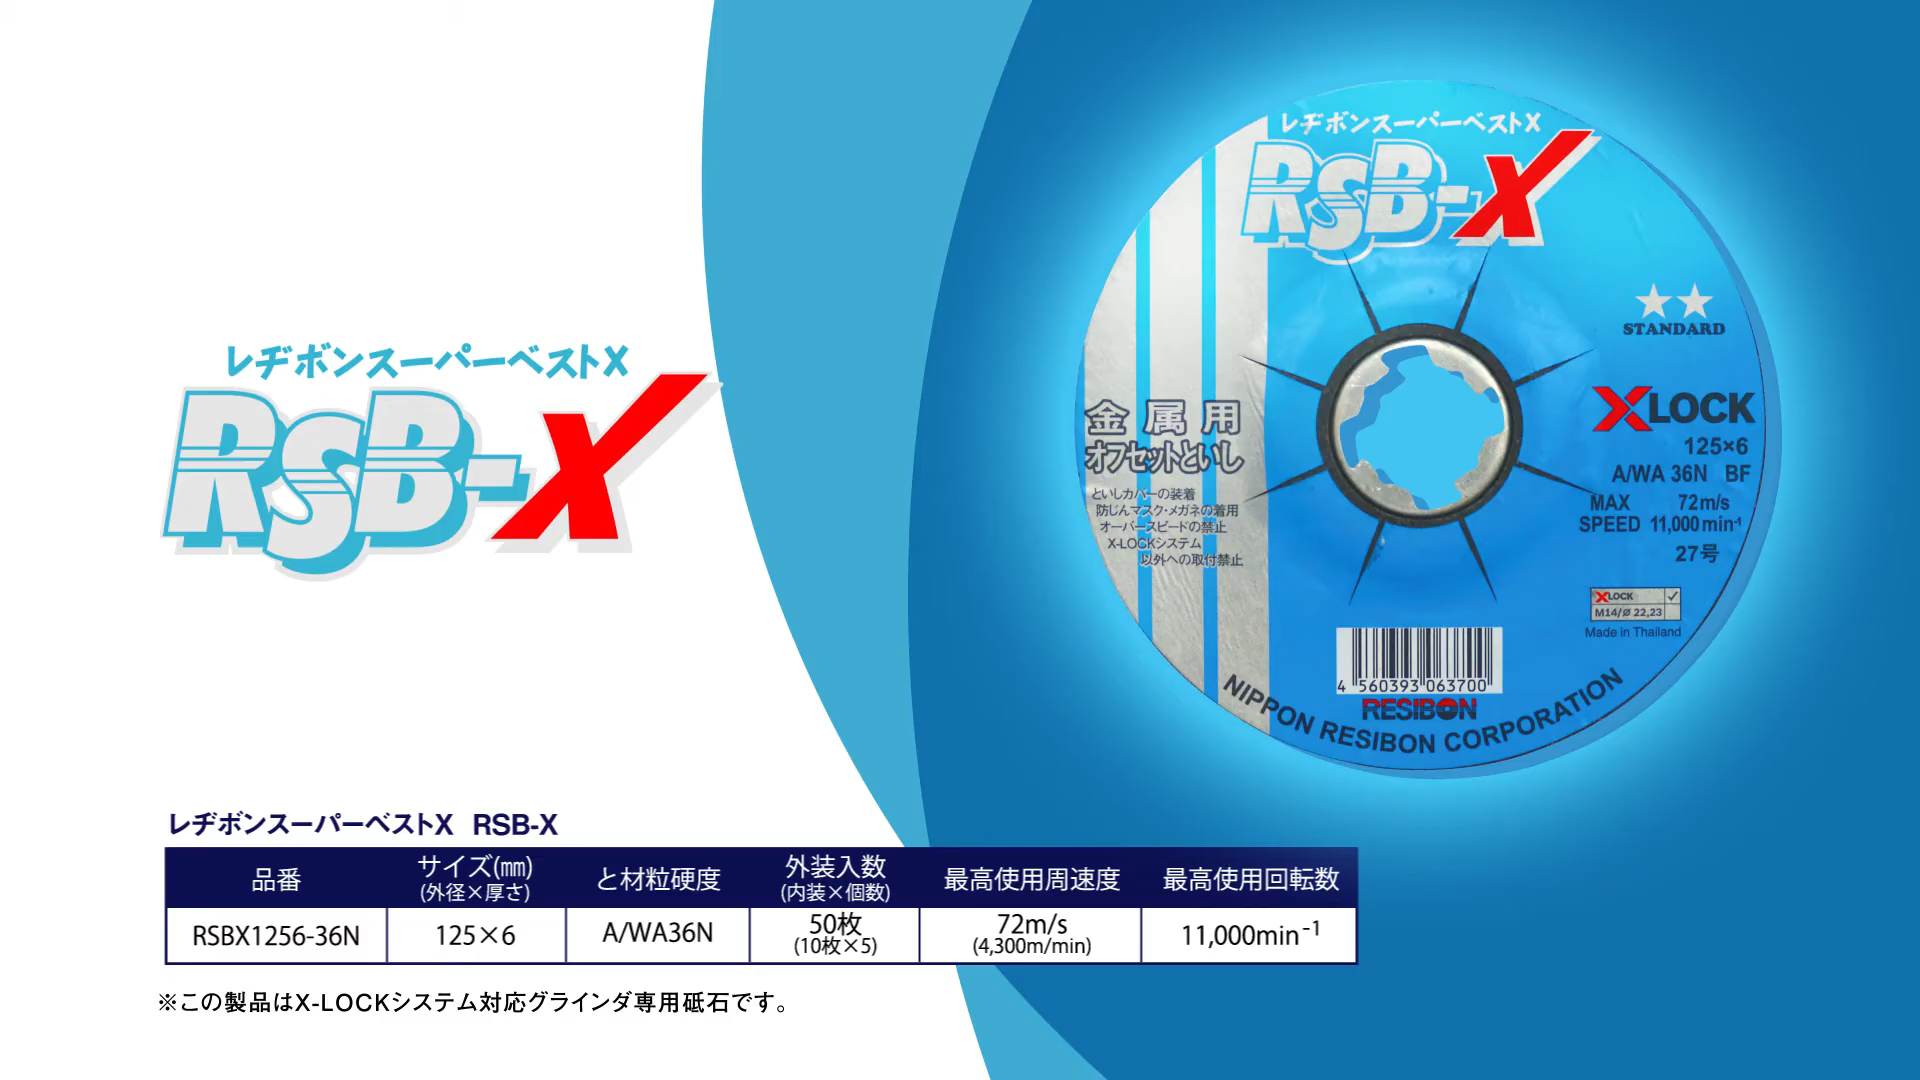 レヂボンスーパーベストX
RSB-X
レヂボンスーパーベストX
RSB-X
STANDARD
XLOCK
125×6
A/WA 36N BF
MAX 72m/s
SPEED 11,000min⁻¹
27号
XLOCK ✓
M14/Ø 22,23
Made in Thailand
金属用
オフセットといし
といしカバーの装着
防じんマスク・メガネの着用
オーバースピードの禁止
X-LOCKシステム
以外への取付禁止
4 560393 063700
RESIBON
NIPPON RESIBON CORPORATION
レヂボンスーパーベストX RSB-X
品番 サイズ(㎜) と材粒硬度 外装入数 最高使用周速度 最高使用回転数
(外径×厚さ) (内装×個数)
RSBX1256-36N 125×6 A/WA36N 50枚 72m/s 11,000min⁻¹
(10枚×5) (4,300m/min)
※この製品はX-LOCKシステム対応グラインダ専用砥石です。